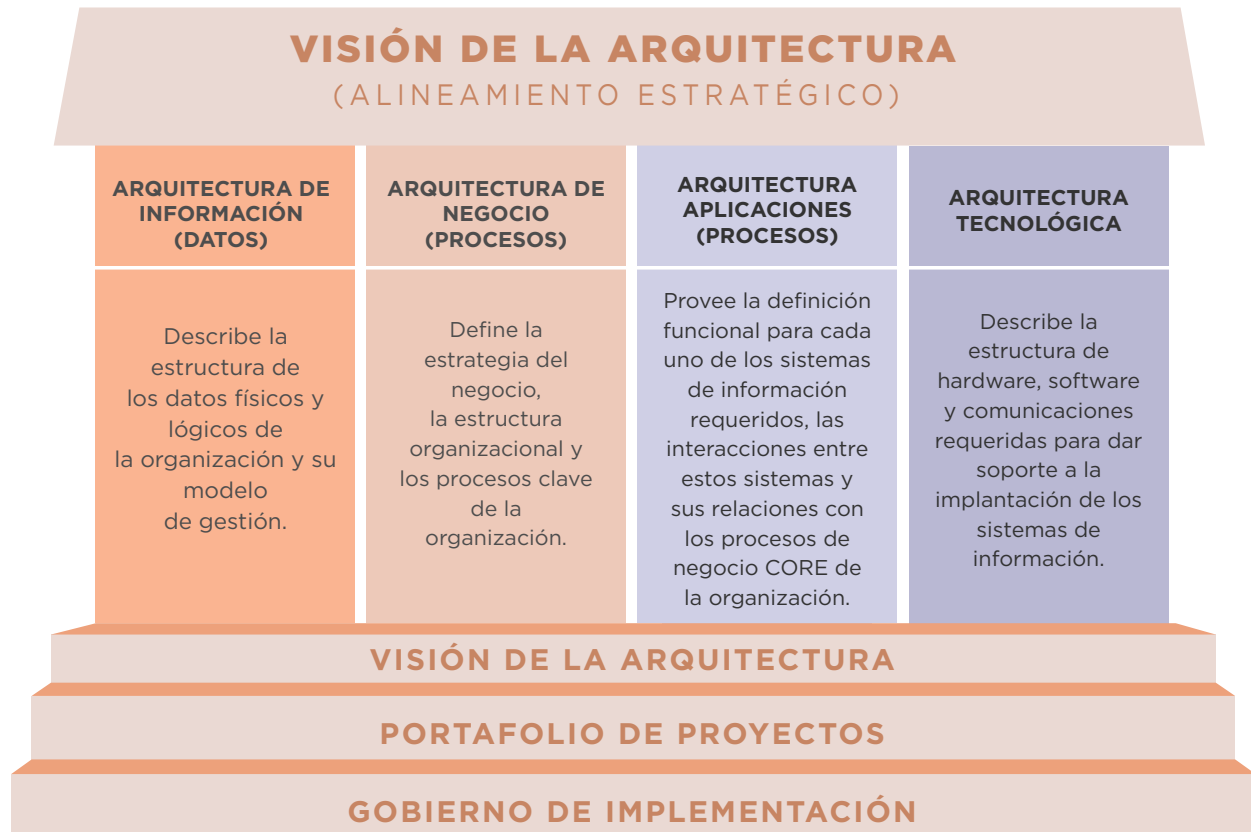 VISIÓN DE LA ARQUITECTURA
(ALINEAMIENTO ESTRATÉGICO)
ARQUITECTURA DE
INFORMACIÓN
(DATOS)
Describe la
estructura de
los datos físicos y
lógicos de
la organización y su
modelo
de gestión.
ARQUITECTURA DE
NEGOCIO
(PROCESOS)
Define la
estrategia del
negocio,
la estructura
organizacional y
los procesos clave
de la
organización.
ARQUITECTURA
APLICACIONES
(PROCESOS)
Provee la definición
funcional para cada
uno de los sistemas
de información
requeridos, las
interacciones entre
estos sistemas y
sus relaciones con
los procesos de
negocio CORE de
la organización.
ARQUITECTURA
TECNOLÓGICA
Describe la
estructura de
hardware, software
y comunicaciones
requeridas para dar
soporte a la
implantación de los
sistemas de
información.
VISIÓN DE LA ARQUITECTURA
PORTAFOLIO DE PROYECTOS
GOBIERNO DE IMPLEMENTACIÓN